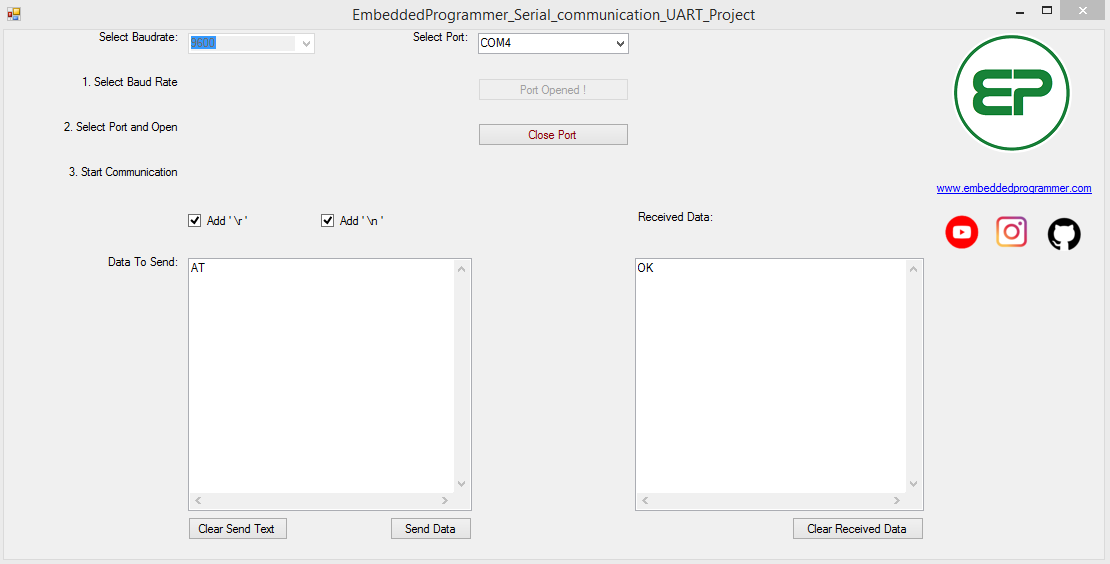 EmbeddedProgrammer_Serial_communication_UART_Project
Select Baudrate: 9600 Select Port: COM4
1. Select Baud Rate Port Opened !
2. Select Port and Open Close Port
3. Start Communication
EP
www.embeddedprogrammer.com
Add ' \r ' Add ' \n ' Received Data:
Data To Send: AT OK
Clear Send Text Send Data Clear Received Data